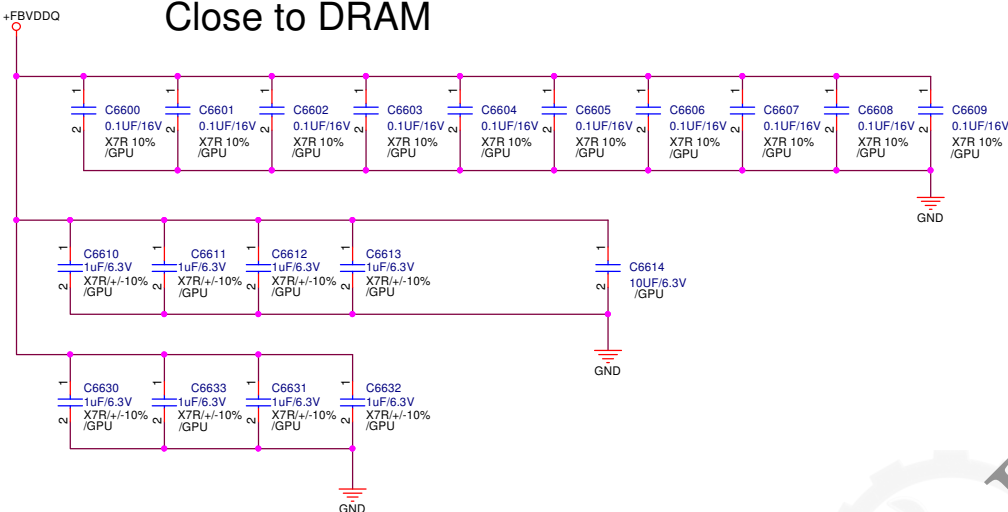 +FBVDDQ
Close to DRAM
1 1 1 1 1 1 1 1 1 1
C6600 C6601 C6602 C6603 C6604 C6605 C6606 C6607 C6608 C6609
0.1UF/16V 0.1UF/16V 0.1UF/16V 0.1UF/16V 0.1UF/16V 0.1UF/16V 0.1UF/16V 0.1UF/16V 0.1UF/16V 0.1UF/16V
2 2 2 2 2 2 2 2 2 2
X7R 10% X7R 10% X7R 10% X7R 10% X7R 10% X7R 10% X7R 10% X7R 10% X7R 10% X7R 10%
/GPU /GPU /GPU /GPU /GPU /GPU /GPU /GPU /GPU /GPU
GND
1 1 1 1 1
C6610 C6611 C6612 C6613 C6614
1uF/6.3V 1uF/6.3V 1uF/6.3V 1uF/6.3V 10UF/6.3V
X7R/+/-10% X7R/+/-10% X7R/+/-10% X7R/+/-10%
2 2 2 2 2
/GPU /GPU /GPU /GPU /GPU
GND
1 1 1 1
C6630 C6633 C6631 C6632
1uF/6.3V 1uF/6.3V 1uF/6.3V 1uF/6.3V
X7R/+/-10% X7R/+/-10% X7R/+/-10% X7R/+/-10%
2 2 2 2
/GPU /GPU /GPU /GPU
GND